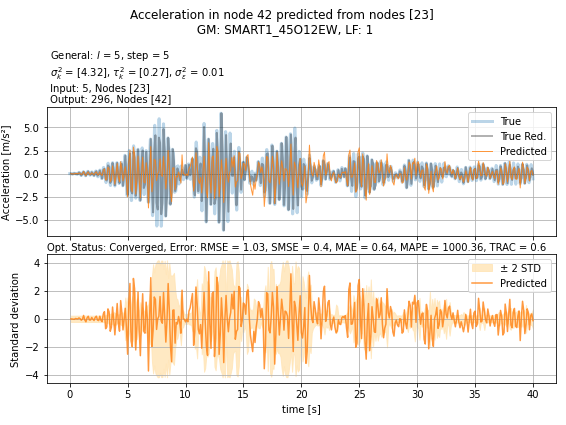 Acceleration in node 42 predicted from nodes [23]
GM: SMART1_45O12EW, LF: 1
General: l = 5, step = 5
σ²ₖ = [4.32], τ²ₖ = [0.27], σ²ε = 0.01
Input: 5, Nodes [23]
Output: 296, Nodes [42]
Acceleration [m/s²]
5.0
2.5
0.0
−2.5
−5.0
True
True Red.
Predicted
Opt. Status: Converged, Error: RMSE = 1.03, SMSE = 0.4, MAE = 0.64, MAPE = 1000.36, TRAC = 0.6
Standard deviation
4
2
0
−2
−4
± 2 STD
Predicted
0 5 10 15 20 25 30 35 40
time [s]